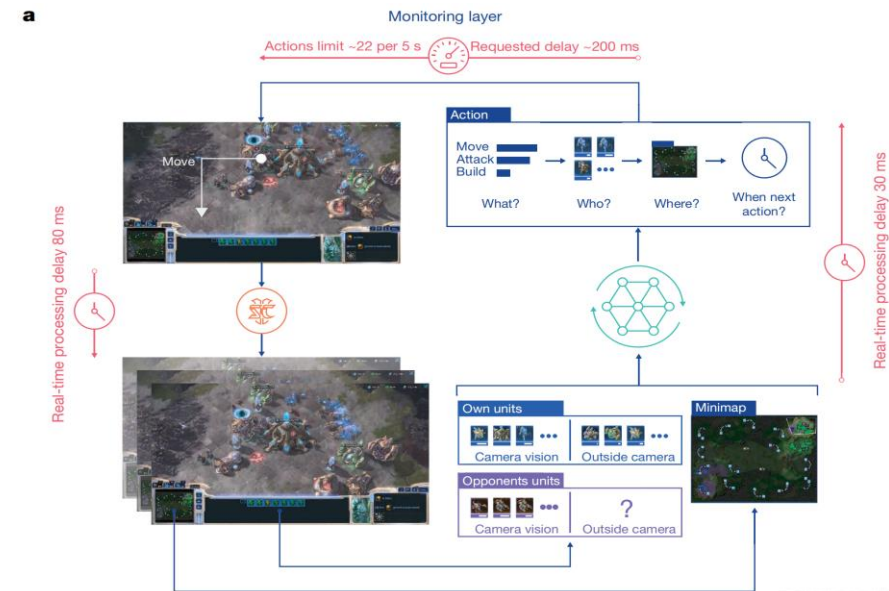 a
Monitoring layer
Actions limit ~22 per 5 s
Requested delay ~200 ms
Move
Real-time processing delay 80 ms
Action
Move
Attack
Build
What?
Who?
Where?
When next
action?
Real-time processing delay 30 ms
Own units
Camera vision
Outside camera
Opponents units
Camera vision
?
Outside camera
Minimap